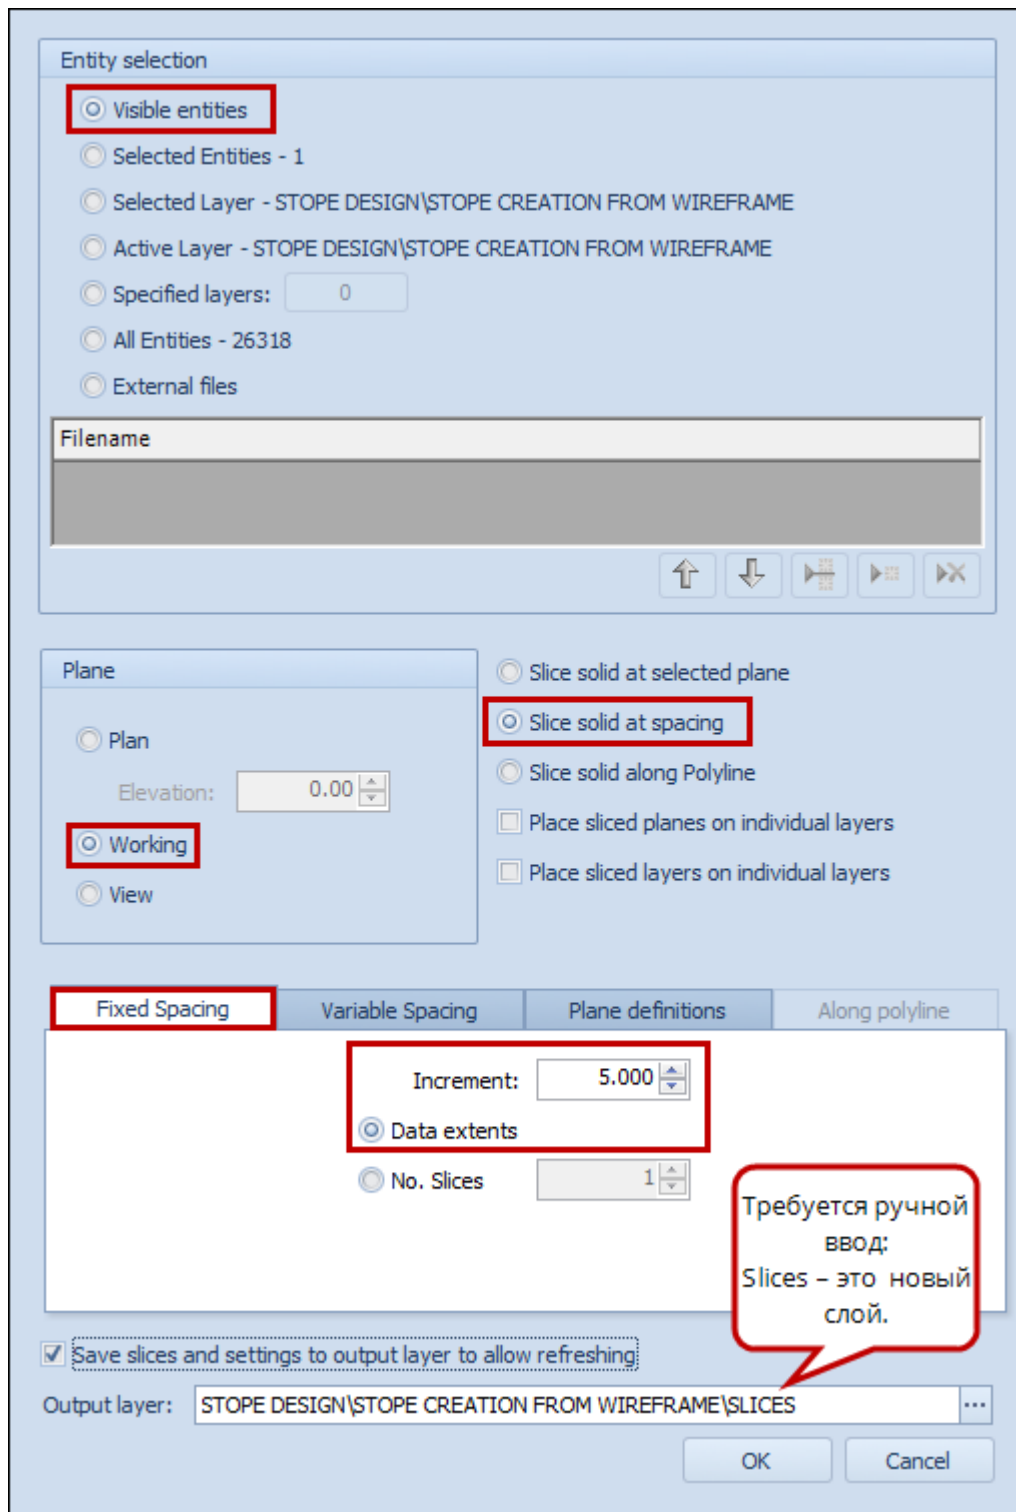 Entity selection
Visible entities
Selected Entities - 1
Selected Layer - STOPE DESIGN\STOPE CREATION FROM WIREFRAME
Active Layer - STOPE DESIGN\STOPE CREATION FROM WIREFRAME
Specified layers: 0
All Entities - 26318
External files
Filename
Plane
Plan
Elevation: 0.00
Working
View
Slice solid at selected plane
Slice solid at spacing
Slice solid along Polyline
Place sliced planes on individual layers
Place sliced layers on individual layers
Fixed Spacing Variable Spacing Plane definitions Along polyline
Increment: 5.000
Data extents
No. Slices 1
Требуется ручной
ввод:
Slices – это новый
слой.
Save slices and settings to output layer to allow refreshing
Output layer: STOPE DESIGN\STOPE CREATION FROM WIREFRAME\SLICES ...
OK Cancel